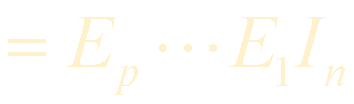 = E_p ⋯ E_1 I_n